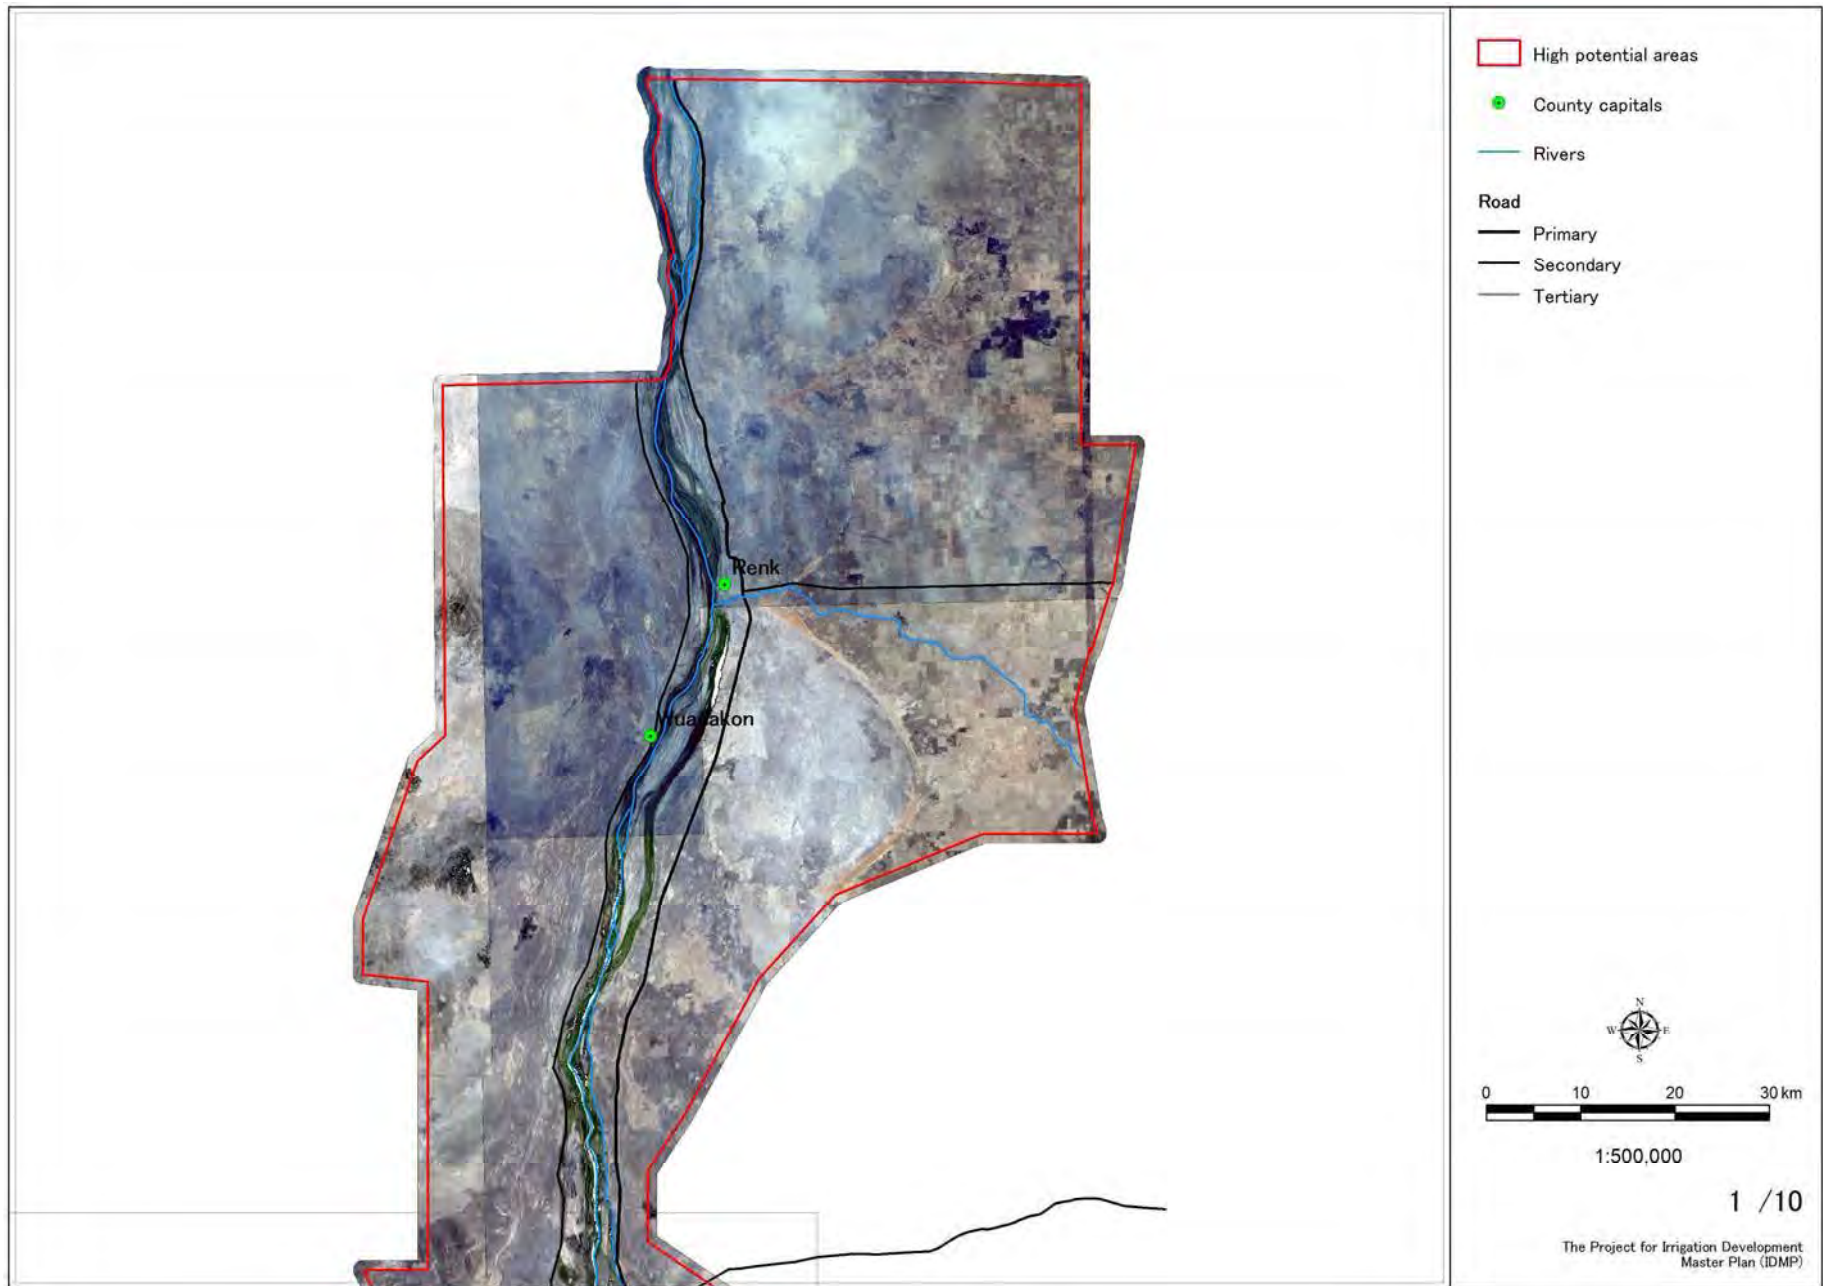 High potential areas
County capitals
Rivers
Road
Primary
Secondary
Tertiary
Renk
N
W
E
S
0 10 20 30 km
1:500,000
1 /10
The Project for Irrigation Development
Master Plan (IDMP)